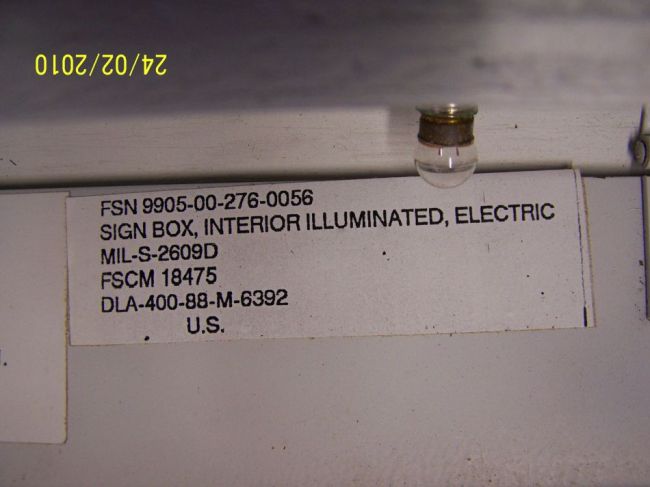 24/02/2010
FSN 9905-00-276-0056
SIGN BOX, INTERIOR ILLUMINATED, ELECTRIC
MIL-S-2609D
FSCM 18475
DLA-400-88-M-6392
U.S.